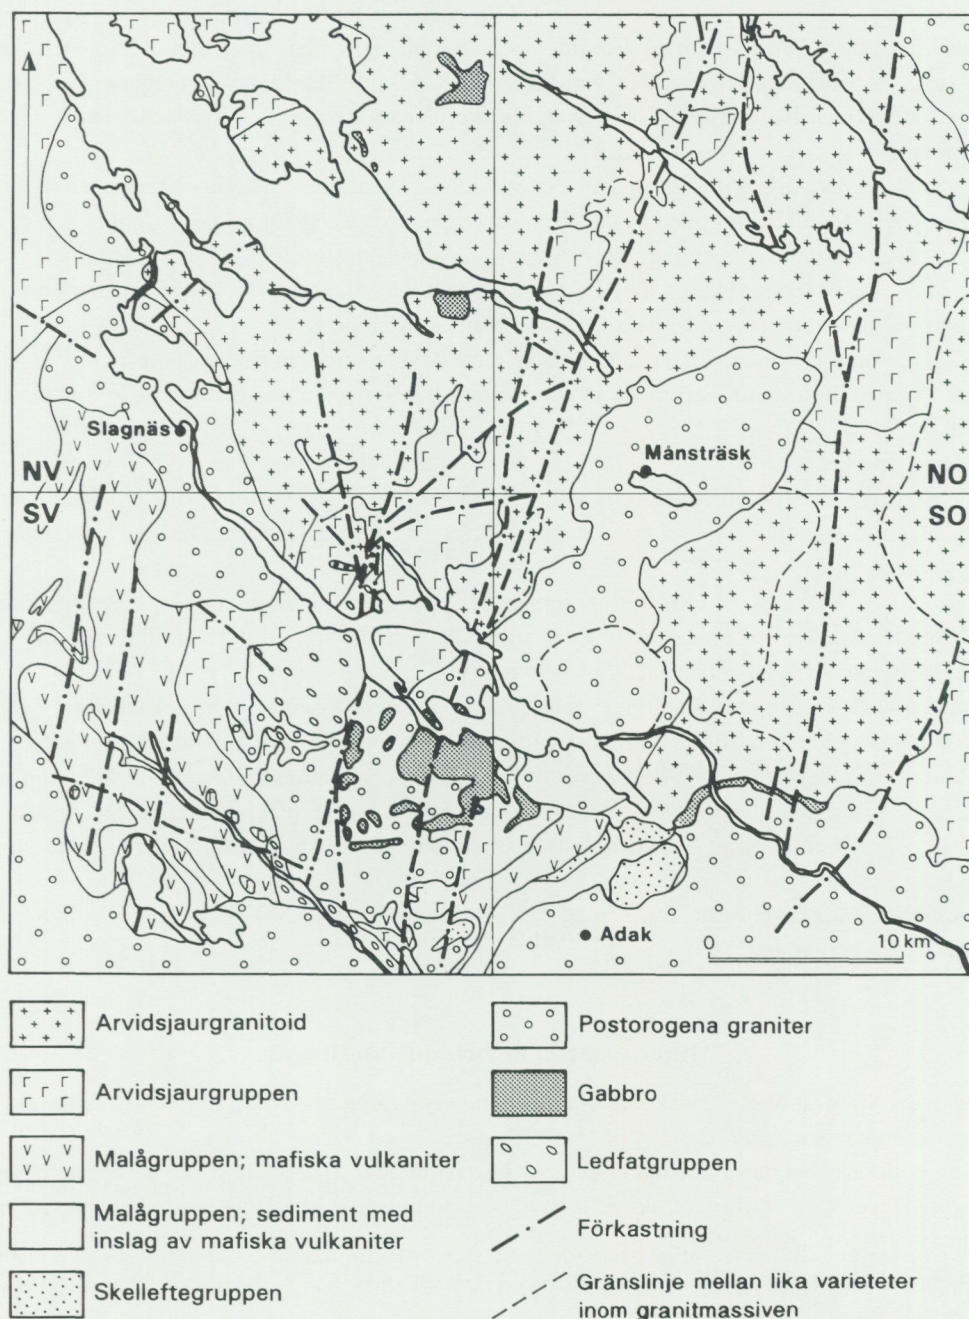 Slagnäs
Månsträsk
NV
NO
SV
SO
Adak
0 10 km
Arvidsjaurgranitoid
Arvidsjaurgruppen
Malågruppen; mafiska vulkaniter
Malågruppen; sediment med
inslag av mafiska vulkaniter
Skelleftegruppen
Postorogena graniter
Gabbro
Ledfatgruppen
Förkastning
Gränslinje mellan lika varieteter
inom granitmassiven